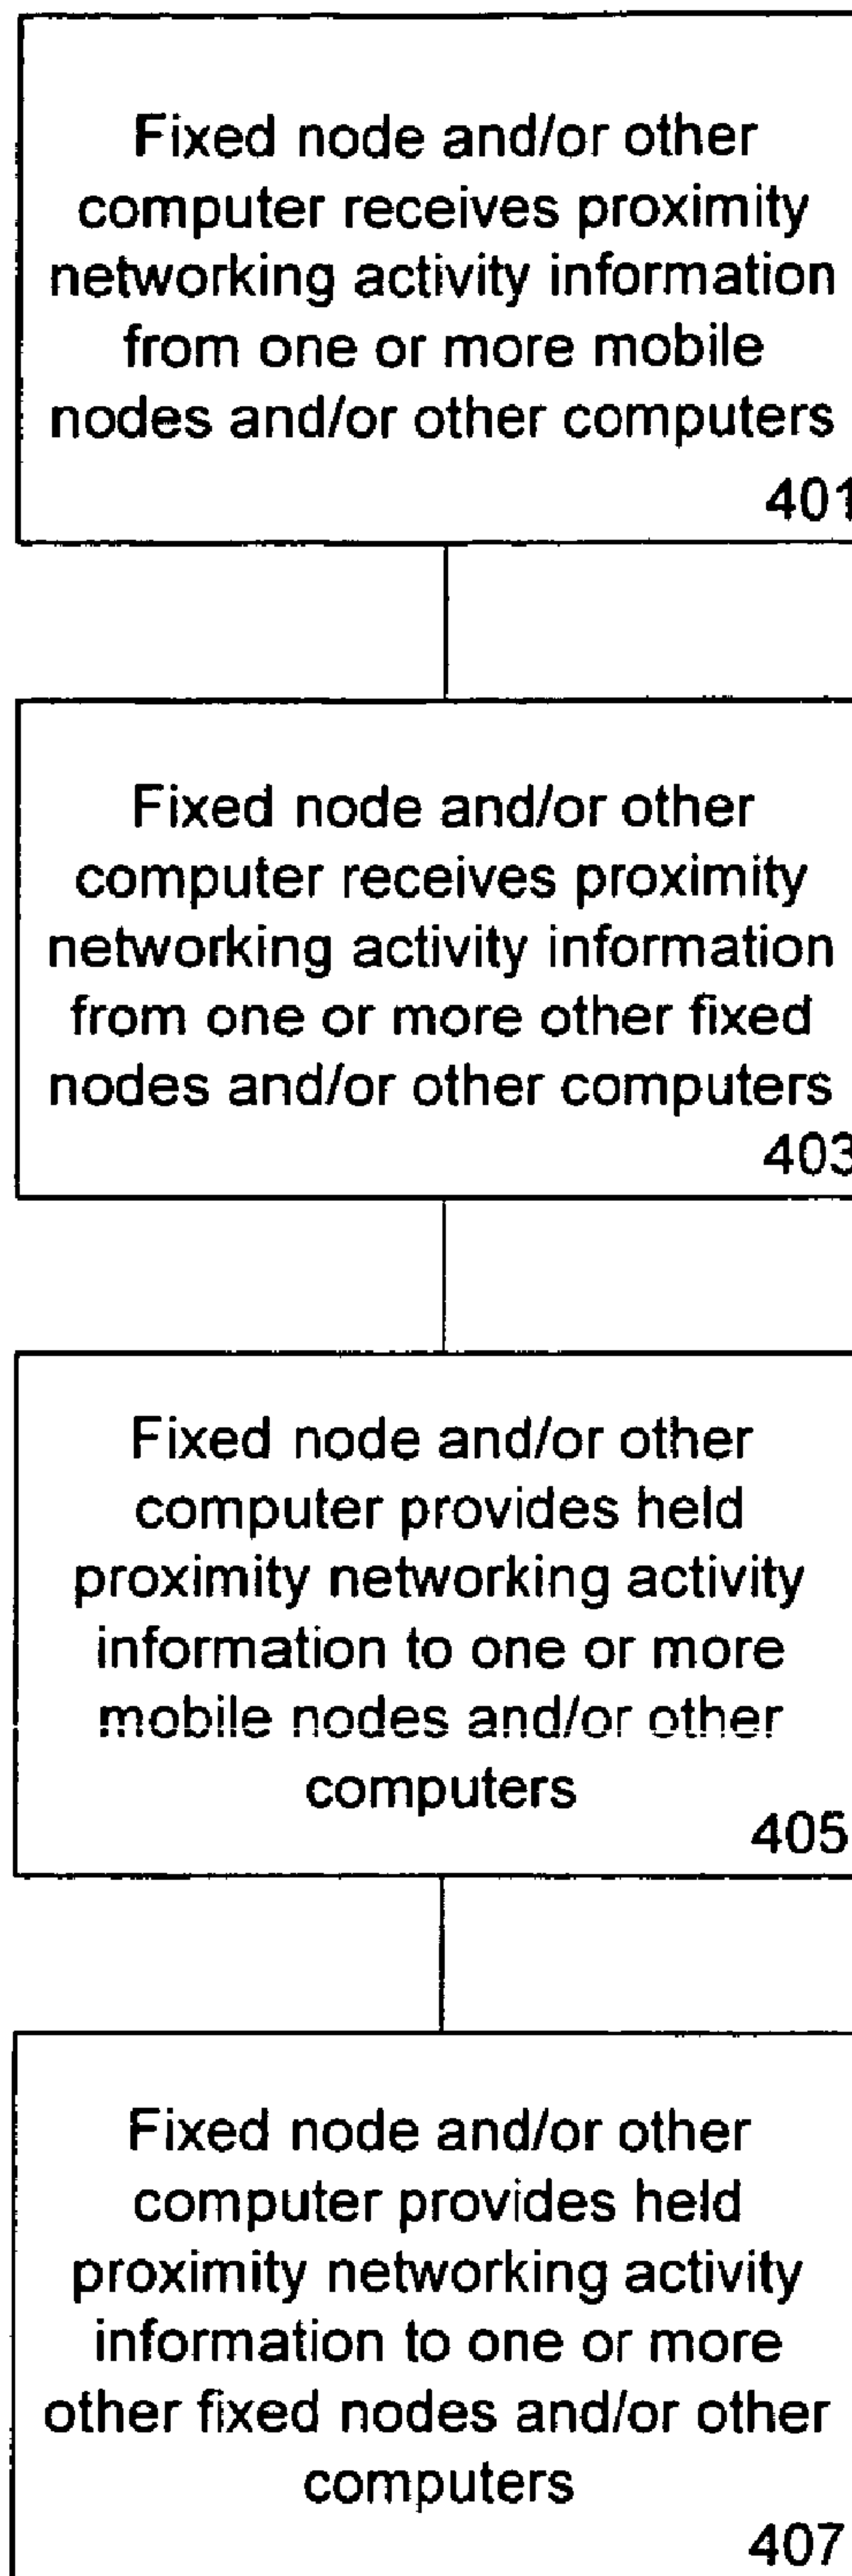 Fixed node and/or other
computer receives proximity
networking activity information
from one or more mobile
nodes and/or other computers
401
Fixed node and/or other
computer receives proximity
networking activity information
from one or more other fixed
nodes and/or other computers
403
Fixed node and/or other
computer provides held
proximity networking activity
information to one or more
mobile nodes and/or other
computers
405
Fixed node and/or other
computer provides held
proximity networking activity
information to one or more
other fixed nodes and/or other
computers
407